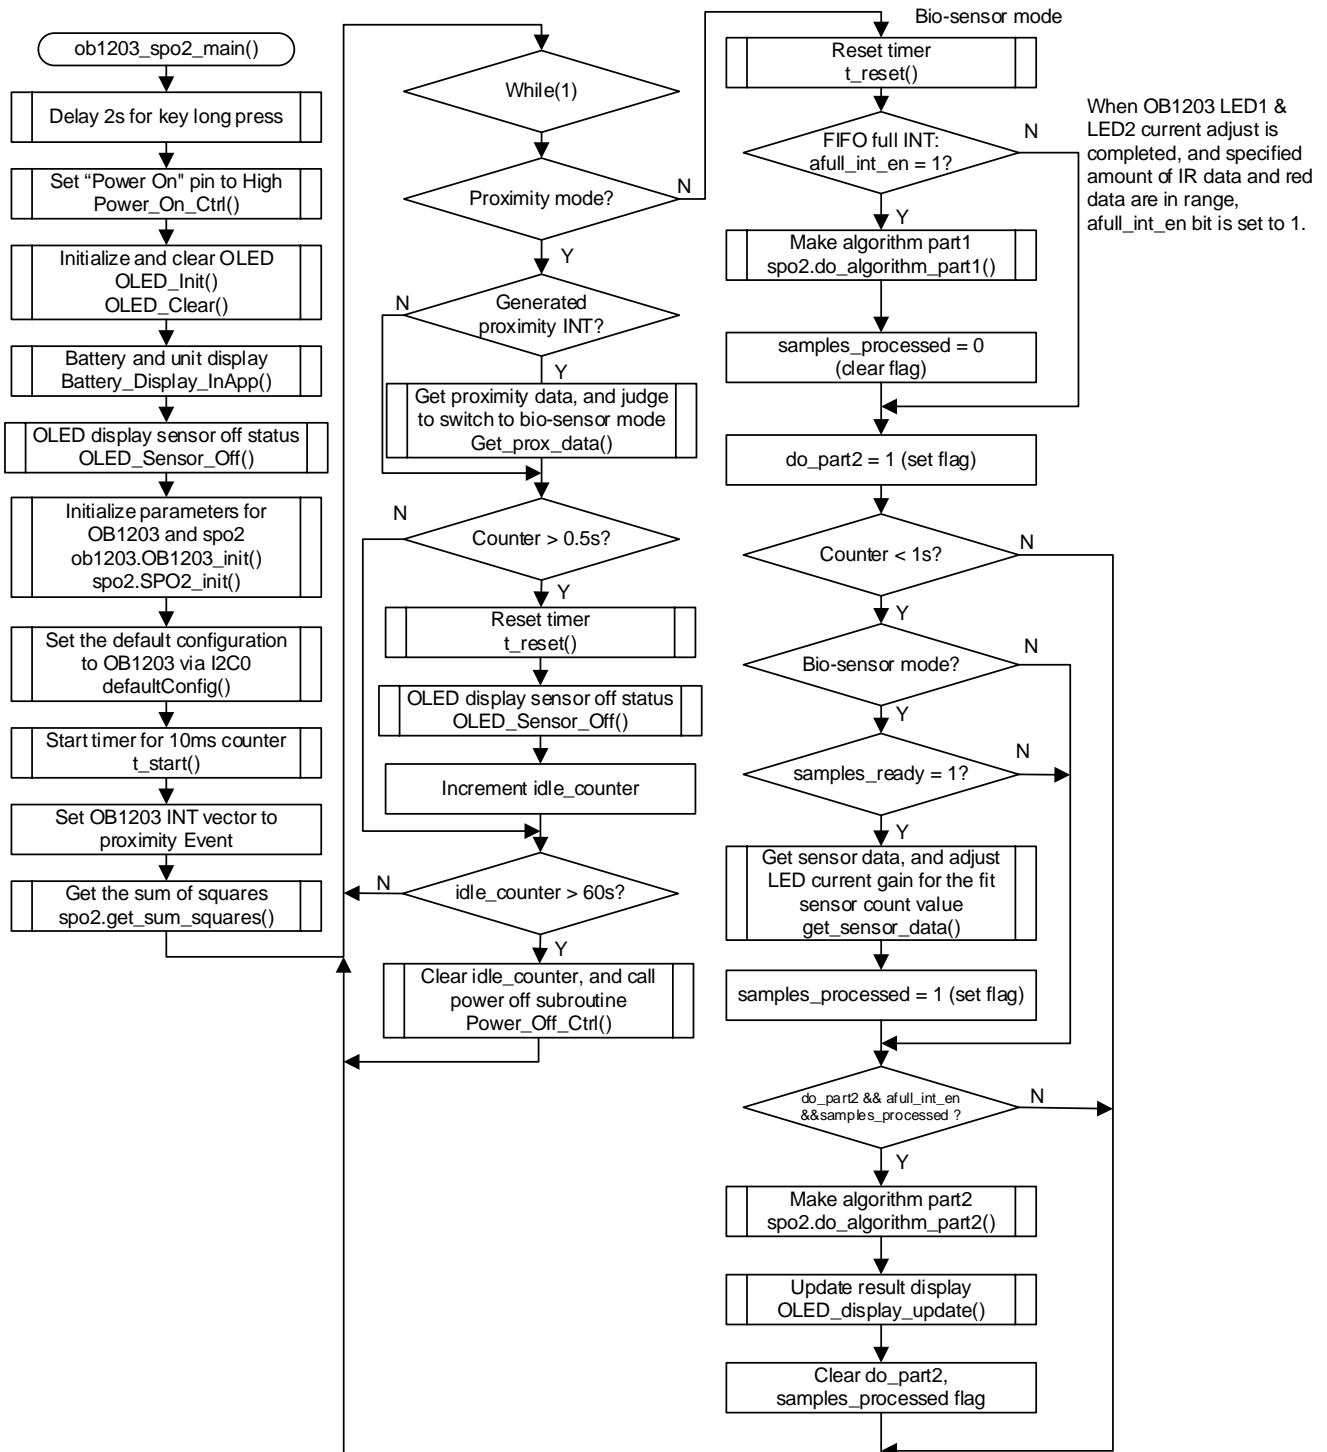 ob1203_spo2_main()
Delay 2s for key long press
Set “Power On" pin to High
Power_On_Ctrl()
Initialize and clear OLED
OLED_Init()
OLED_Clear()
Battery and unit display
Battery_Display_InApp()
OLED display sensor off status
OLED_Sensor_Off()
Initialize parameters for
OB1203 and spo2
ob1203.OB1203_init()
spo2.SPO2_init()
Set the default configuration
to OB1203 via I2C0
defaultConfig()
Start timer for 10ms counter
t_start()
Set OB1203 INT vector to
proximity Event
Get the sum of squares
spo2.get_sum_squares()
While(1)
Proximity mode?
N
Y
Generated
proximity INT?
N
Y
Get proximity data, and judge
to switch to bio-sensor mode
Get_prox_data()
Counter > 0.5s?
N
Y
Reset timer
t_reset()
OLED display sensor off status
OLED_Sensor_Off()
Increment idle_counter
idle_counter > 60s?
N
Y
Clear idle_counter, and call
power off subroutine
Power_Off_Ctrl()
Bio-sensor mode
Reset timer
t_reset()
FIFO full INT:
afull_int_en = 1?
N
Y
When OB1203 LED1 &
LED2 current adjust is
completed, and specified
amount of IR data and red
data are in range,
afull_int_en bit is set to 1.
Make algorithm part1
spo2.do_algorithm_part1()
samples_processed = 0
(clear flag)
do_part2 = 1 (set flag)
Counter < 1s?
N
Y
Bio-sensor mode?
N
Y
samples_ready = 1?
N
Y
Get sensor data, and adjust
LED current gain for the fit
sensor count value
get_sensor_data()
samples_processed = 1 (set flag)
do_part2 && afull_int_en
&&samples_processed ?
N
Y
Make algorithm part2
spo2.do_algorithm_part2()
Update result display
OLED_display_update()
Clear do_part2,
samples_processed flag